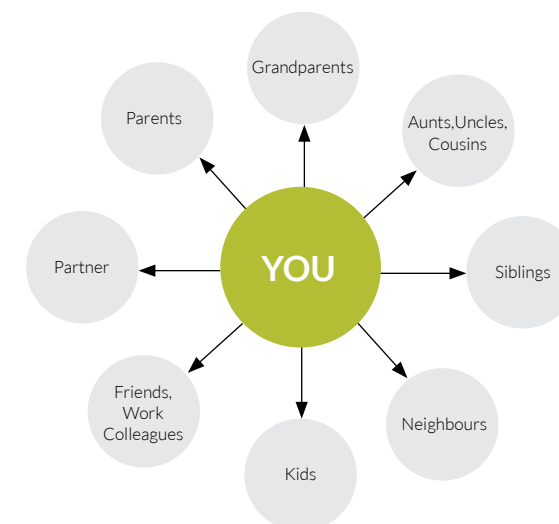 Grandparents
Parents
Aunts,Uncles,
Cousins
Partner
YOU
Siblings
Friends,
Work
Colleagues
Neighbours
Kids